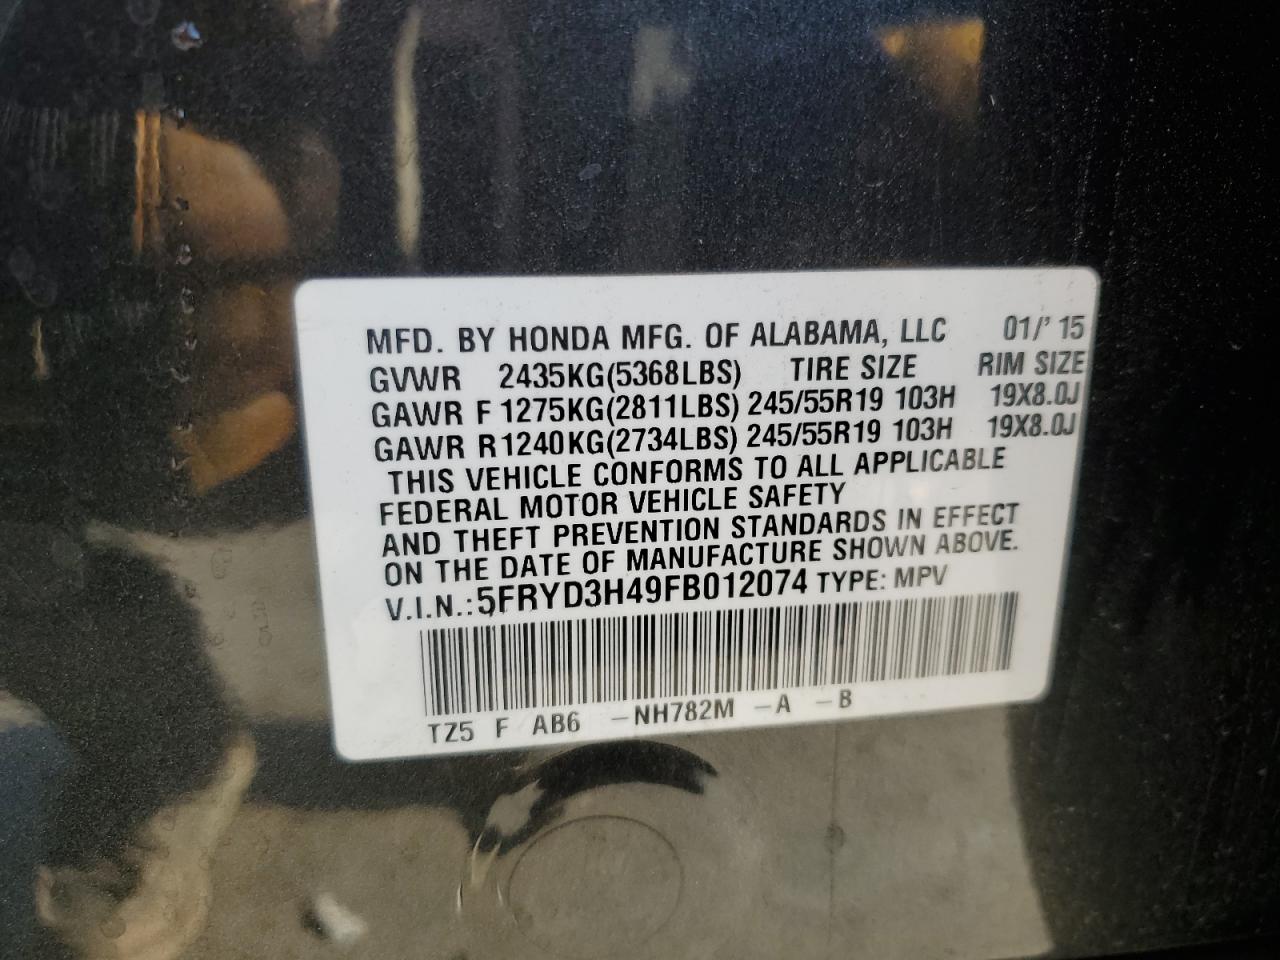 MFD. BY HONDA MFG. OF ALABAMA, LLC 01/'15
GVWR 2435KG(5368LBS) TIRE SIZE RIM SIZE
GAWR F 1275KG(2811LBS) 245/55R19 103H 19X8.0J
GAWR R 1240KG(2734LBS) 245/55R19 103H 19X8.0J
THIS VEHICLE CONFORMS TO ALL APPLICABLE
FEDERAL MOTOR VEHICLE SAFETY
AND THEFT PREVENTION STANDARDS IN EFFECT
ON THE DATE OF MANUFACTURE SHOWN ABOVE.
V.I.N.: 5FRYD3H49FB012074 TYPE: MPV
TZ5 F AB6 -NH782M -A -B